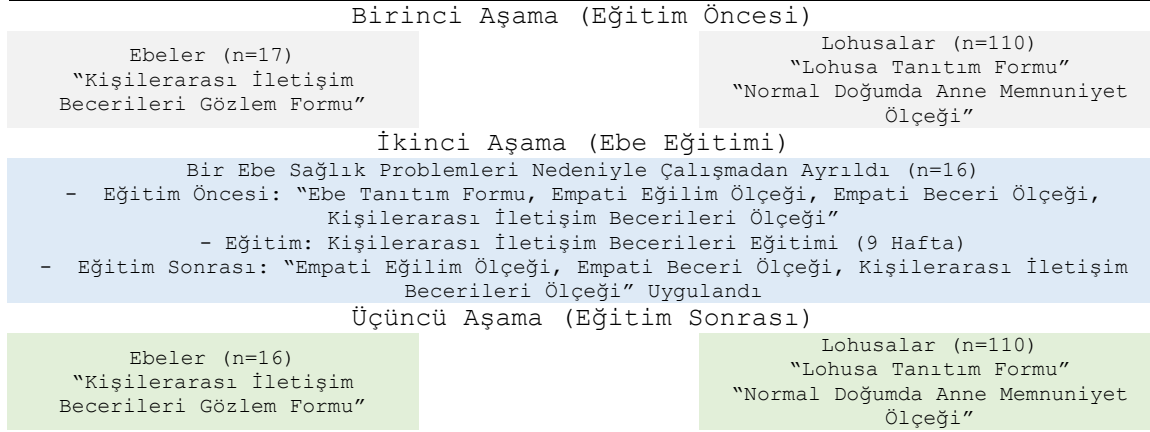 Birinci Aşama (Eğitim Öncesi)
Ebeler (n=17)
“Kişilerarası İletişim
Becerileri Gözlem Formu”
Lohusalar (n=110)
“Lohusa Tanıtım Formu”
“Normal Doğumda Anne Memnuniyet
Ölçeği”
İkinci Aşama (Ebe Eğitimi)
Bir Ebe Sağlık Problemleri Nedeniyle Çalışmadan Ayrıldı (n=16)
- Eğitim Öncesi: “Ebe Tanıtım Formu, Empati Eğilim Ölçeği, Empati Beceri Ölçeği,
Kişilerarası İletişim Becerileri Ölçeği”
- Eğitim: Kişilerarası İletişim Becerileri Eğitimi (9 Hafta)
- Eğitim Sonrası: “Empati Eğilim Ölçeği, Empati Beceri Ölçeği, Kişilerarası İletişim
Becerileri Ölçeği” Uygulandı
Üçüncü Aşama (Eğitim Sonrası)
Ebeler (n=16)
“Kişilerarası İletişim
Becerileri Gözlem Formu”
Lohusalar (n=110)
“Lohusa Tanıtım Formu”
“Normal Doğumda Anne Memnuniyet
Ölçeği”